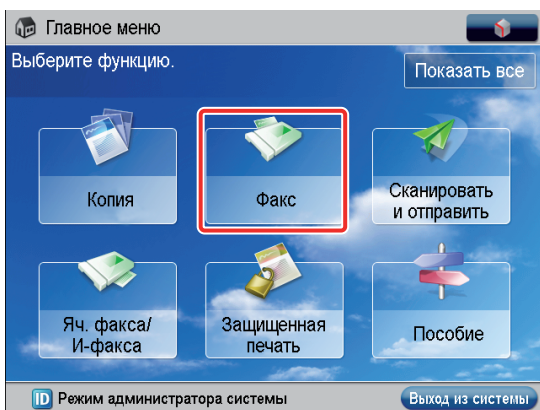 Главное меню
Выберите функцию.
Показать все
Копия
Факс
Сканировать
и отправить
Яч. факса/
И-факса
Защищенная
печать
Пособие
ID Режим администратора системы
Выход из системы